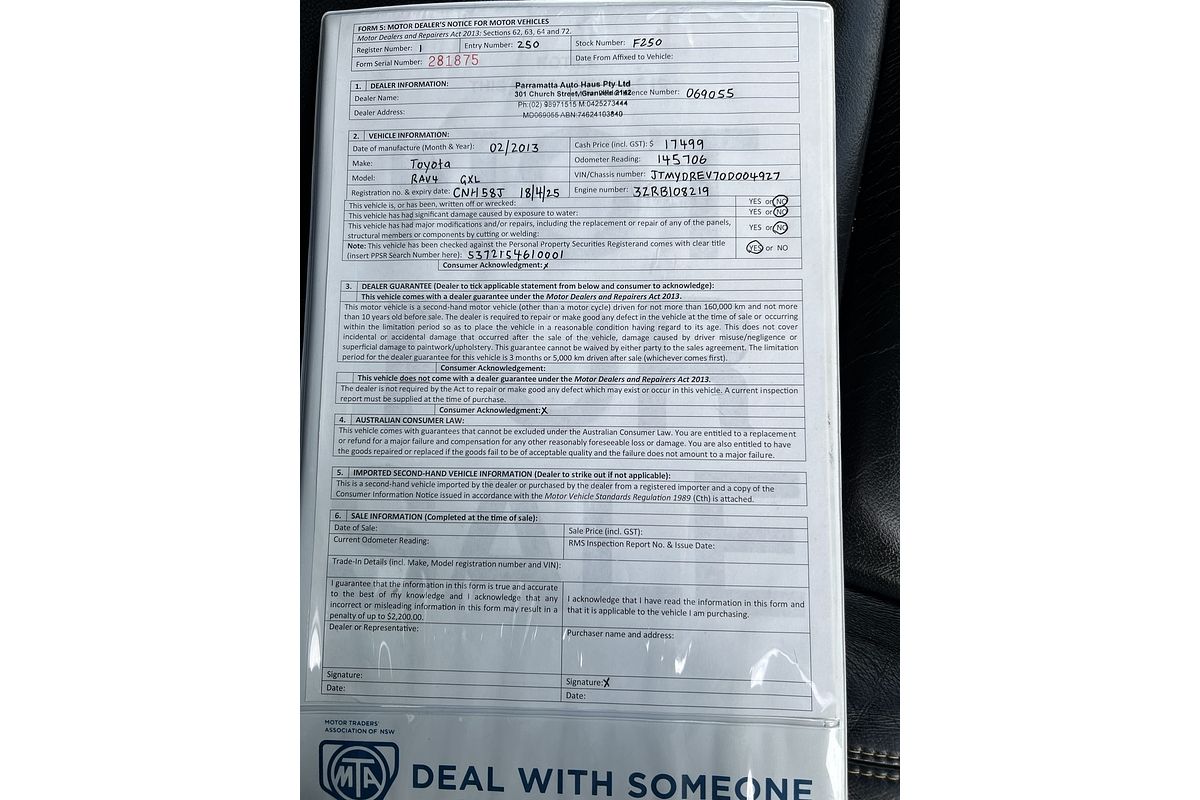 FORM 5: MOTOR DEALER'S NOTICE FOR MOTOR VEHICLES
Motor Dealers and Repairers Act 2013: Sections 62, 63, 64 and 72.
Register Number: 1 Entry Number: 250 Stock Number: F250
Form Serial Number: 281875 Date From Affixed to Vehicle:
1. DEALER INFORMATION: Parramatta Auto Haus Pty Ltd
Dealer Name: 301 Church Street, Granville 2142 Licence Number: 069055
Ph:(02) 98971515 M:0425273444
Dealer Address: MD069055 ABN 74624103840
2. VEHICLE INFORMATION:
Date of manufacture (Month & Year): 02/2013 Cash Price (incl. GST): $ 17499
Make: Toyota Odometer Reading: 145706
Model: RAV4 GXL VIN/Chassis number: JTMYDREV70D004927
Registration no. & expiry date: CNH58J 18/4/25 Engine number: 3ZRB108219
This vehicle is, or has been, written off or wrecked: YES or NO
This vehicle has had significant damage caused by exposure to water: YES or NO
This vehicle has had major modifications and/or repairs, including the replacement or repair of any of the panels, structural members or components by cutting or welding: YES or NO
Note: This vehicle has been checked against the Personal Property Securities Registerand comes with clear title
(insert PPSR Search Number here): 5372154610001 YES or NO
Consumer Acknowledgment: x
3. DEALER GUARANTEE (Dealer to tick applicable statement from below and consumer to acknowledge):
This vehicle comes with a dealer guarantee under the Motor Dealers and Repairers Act 2013.
This motor vehicle is a second-hand motor vehicle (other than a motor cycle) driven for not more than 160,000 km and not more
than 10 years old before sale. The dealer is required to repair or make good any defect in the vehicle at the time of sale or occurring
within the limitation period so as to place the vehicle in a reasonable condition having regard to its age. This does not cover
incidental or accidental damage that occurred after the sale of the vehicle, damage caused by driver misuse/negligence or
superficial damage to paintwork/upholstery. This guarantee cannot be waived by either party to the sales agreement. The limitation
period for the dealer guarantee for this vehicle is 3 months or 5,000 km driven after sale (whichever comes first).
Consumer Acknowledgement:
This vehicle does not come with a dealer guarantee under the Motor Dealers and Repairers Act 2013.
The dealer is not required by the Act to repair or make good any defect which may exist or occur in this vehicle. A current inspection
report must be supplied at the time of purchase.
Consumer Acknowledgment: X
4. AUSTRALIAN CONSUMER LAW:
This vehicle comes with guarantees that cannot be excluded under the Australian Consumer Law. You are entitled to a replacement
or refund for a major failure and compensation for any other reasonably foreseeable loss or damage. You are also entitled to have
the goods repaired or replaced if the goods fail to be of acceptable quality and the failure does not amount to a major failure.
5. IMPORTED SECOND-HAND VEHICLE INFORMATION (Dealer to strike out if not applicable):
This is a second-hand vehicle imported by the dealer or purchased by the dealer from a registered importer and a copy of the
Consumer Information Notice issued in accordance with the Motor Vehicle Standards Regulation 1989 (Cth) is attached.
6. SALE INFORMATION (Completed at the time of sale):
Date of Sale: Sale Price (incl. GST):
Current Odometer Reading: RMS Inspection Report No. & Issue Date:
Trade-In Details (incl. Make, Model registration number and VIN):
I guarantee that the information in this form is true and accurate
to the best of my knowledge and I acknowledge that any
incorrect or misleading information in this form may result in a
penalty of up to $2,200.00.
I acknowledge that I have read the information in this form and
that it is applicable to the vehicle I am purchasing.
Dealer or Representative: Purchaser name and address:
Signature: Signature: X
Date: Date:
MOTOR TRADERS'
ASSOCIATION OF NSW
MTA
DEAL WITH SOMEONE